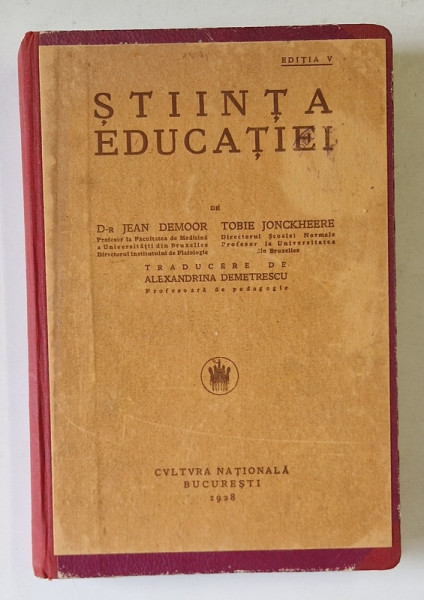 EDIȚIA V
ȘTIINȚA
EDUCAȚIEI
DE
D-R JEAN DEMOOR
Profesor la Facultatea de Medicină
a Universității din Bruxelles
Directorul Institutului de Fiziologie
TOBIE JONCKHEERE
Directorul Școalei Normale
Profesor la Universitatea
din Bruxelles
TRADUCERE DE
ALEXANDRINA DEMETRESCU
Profesoară de pedagogie
CVLTVRA NAȚIONALĂ
BUCUREȘTI
1928